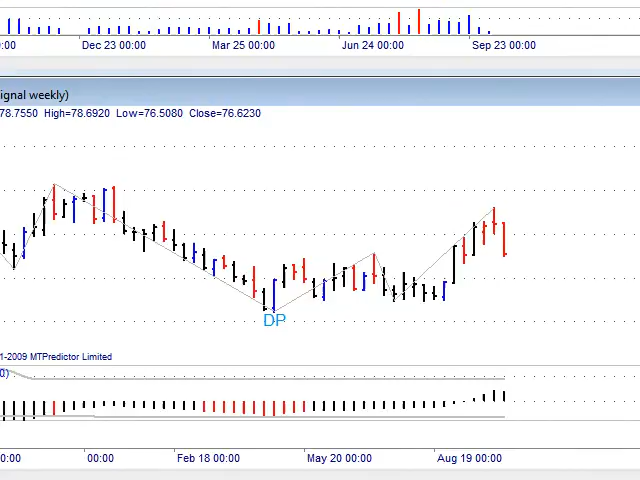 :00 Dec 23 00:00 Mar 25 00:00 Jun 24 00:00 Sep 23 00:00
ignal weekly)
78.7550 High=78.6920 Low=76.5080 Close=76.6230
DP
1-2009 MTPredictor Limited
0)
0:00 00:00 Feb 18 00:00 May 20 00:00 Aug 19 00:00